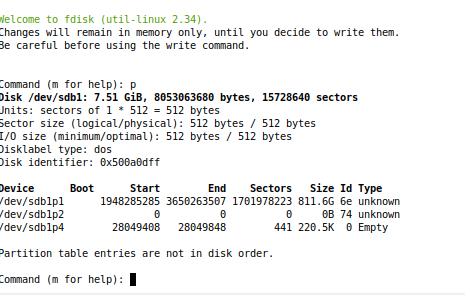 Welcome to fdisk (util-linux 2.34).
Changes will remain in memory only, until you decide to write them.
Be careful before using the write command.
Command (m for help): p
Disk /dev/sdb1: 7.51 GiB, 8053063680 bytes, 15728640 sectors
Units: sectors of 1 * 512 = 512 bytes
Sector size (logical/physical): 512 bytes / 512 bytes
I/O size (minimum/optimal): 512 bytes / 512 bytes
Disklabel type: dos
Disk identifier: 0x500a0dff
Device Boot Start End Sectors Size Id Type
/dev/sdb1p1 1948285285 3650263507 1701978223 811.6G 6e unknown
/dev/sdb1p2 0 0 0 0B 74 unknown
/dev/sdb1p4 28049408 28049848 441 220.5K 0 Empty
Partition table entries are not in disk order.
Command (m for help):